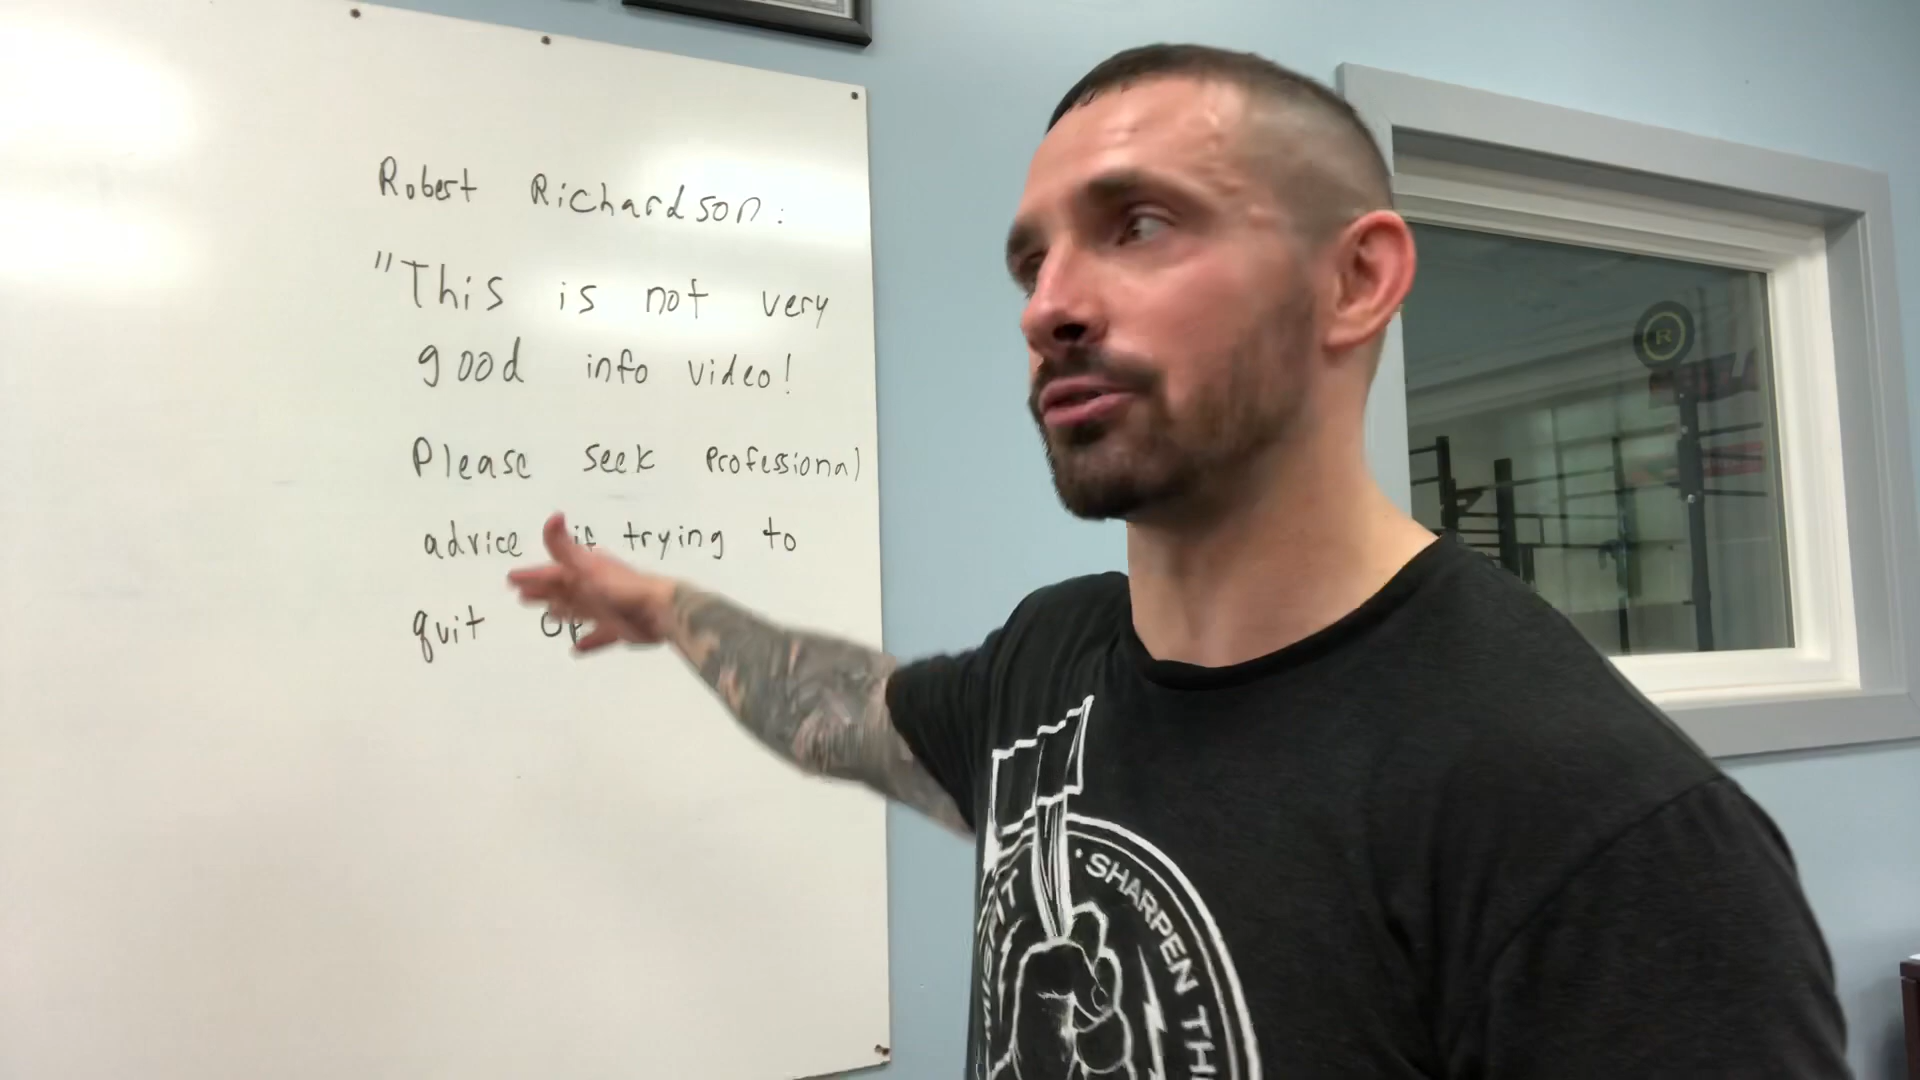 Robert Richardson:
"This is not very
good info video!
Please seek professional
advice if trying to
quit
SHARPEN
R